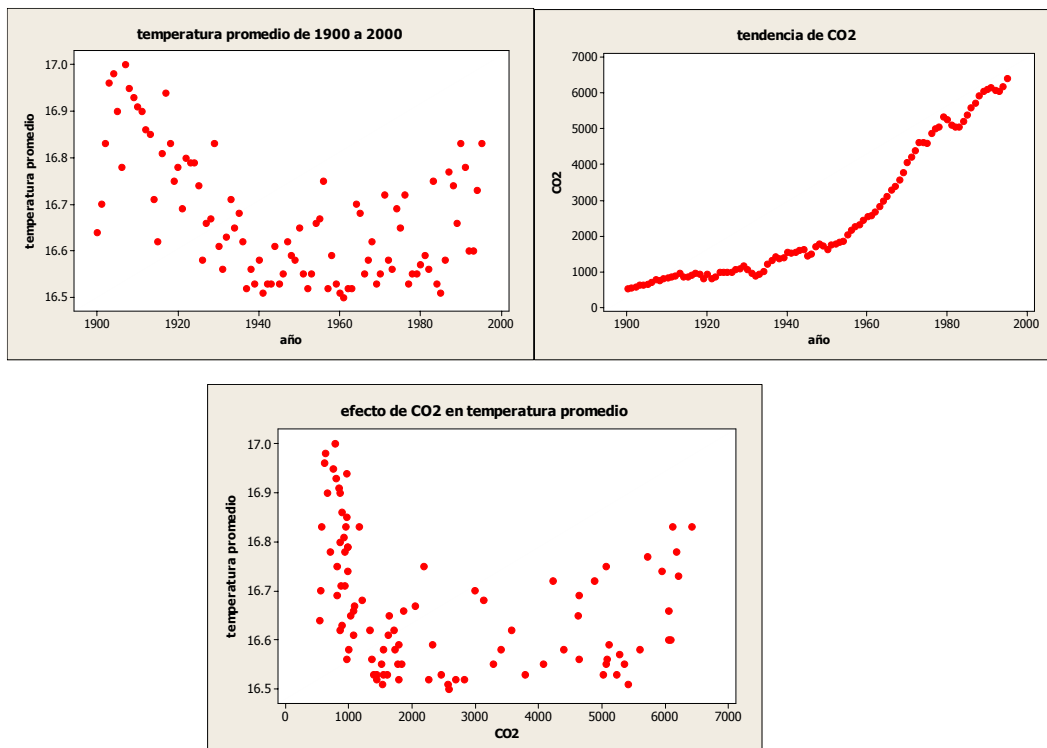 temperatura promedio de 1900 a 2000
17.0
16.9
16.8
16.7
16.6
16.5
temperatura promedio
1900 1920 1940 1960 1980 2000
año
tendencia de CO2
7000
6000
5000
4000
3000
2000
1000
0
CO2
1900 1920 1940 1960 1980 2000
año
efecto de CO2 en temperatura promedio
17.0
16.9
16.8
16.7
16.6
16.5
temperatura promedio
0 1000 2000 3000 4000 5000 6000 7000
CO2